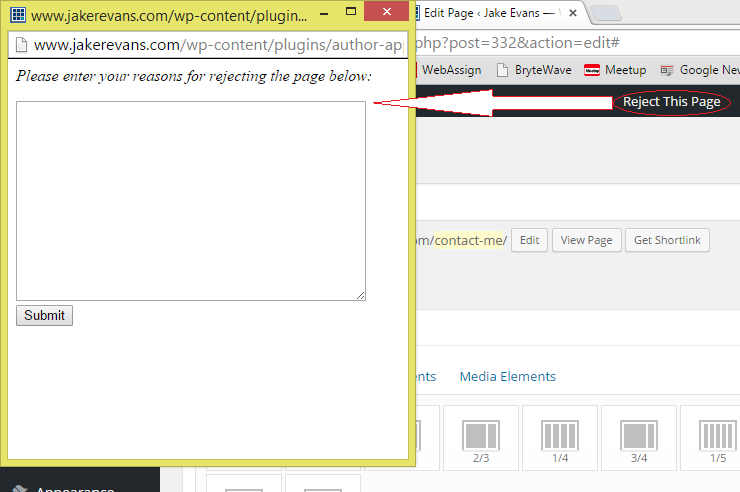 www.jakerevans.com/wp-content/plugin...
www.jakerevans.com/wp-content/plugins/author-app
Please enter your reasons for rejecting the page below:
Submit
Edit Page ‹ Jake Evans — 
.php?post=332&action=edit#
WebAssign
BryteWave
Meetup
Google New
Reject This Page
om/contact-me/
Edit
View Page
Get Shortlink
ents
Media Elements
2/3
1/4
3/4
1/5
Appearance